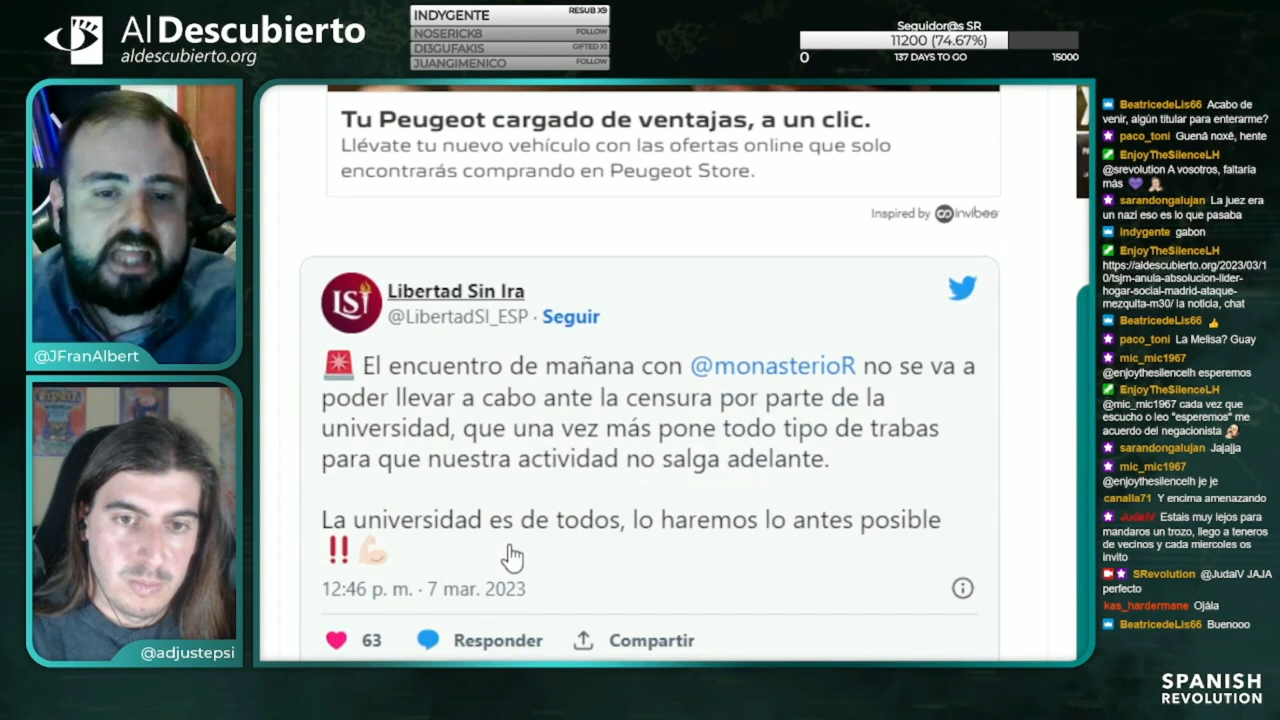 Al Descubierto
aldescubierto.org
INDYGENTE RESUB X9
NOSERICK8 FOLLOW
DI3GUFAKIS GIFTED X1
JUANGIMENICO FOLLOW
Seguidor@s SR
11200 (74.67%)
0 137 DAYS TO GO 15000
@JFranAlbert
@adjustepsi
Tu Peugeot cargado de ventajas, a un clic.
Llévate tu nuevo vehículo con las ofertas online que solo
encontrarás comprando en Peugeot Store.
Inspired by invibes
LSI
Libertad Sin Ira
@LibertadSI_ESP · Seguir
🚨 El encuentro de mañana con @monasterioR no se va a
poder llevar a cabo ante la censura por parte de la
universidad, que una vez más pone todo tipo de trabas
para que nuestra actividad no salga adelante.
La universidad es de todos, lo haremos lo antes posible
‼️💪🏻
12:46 p. m. · 7 mar. 2023
63 Responder Compartir
BeatricedeLis66 Acabo de
venir, algún titular para enterarme?
paco_toni Guená noxê, hente
EnjoyTheSilenceLH
@srevolution A vosotros, faltaría
más 💜
sarandongalujan La juez era
un nazi eso es lo que pasaba
indygente gabon
EnjoyTheSilenceLH
https://aldescubierto.org/2023/03/1
0/tsjm-anula-absolucion-lider-
hogar-social-madrid-ataque-
mezquita-m30/ la noticia, chat
BeatricedeLis66 👍
paco_toni La Melisa? Guay
mic_mic1967
@enjoythesilencelh esperemos
EnjoyTheSilenceLH
@mic_mic1967 cada vez que
escucho o leo "esperemos" me
acuerdo del negacionista
sarandongalujan Jajajja
mic_mic1967
@enjoythesilencelh je je
canalla71 Y encima amenazando
JudaiV Estais muy lejos para
mandaros un trozo, llego a teneros
de vecinos y cada miercoles os
invito
SRevolution @JudaiV JAJA
perfecto
kas_hardermane Ojála
BeatricedeLis66 Buenooo
SPANISH
REVOLUTION